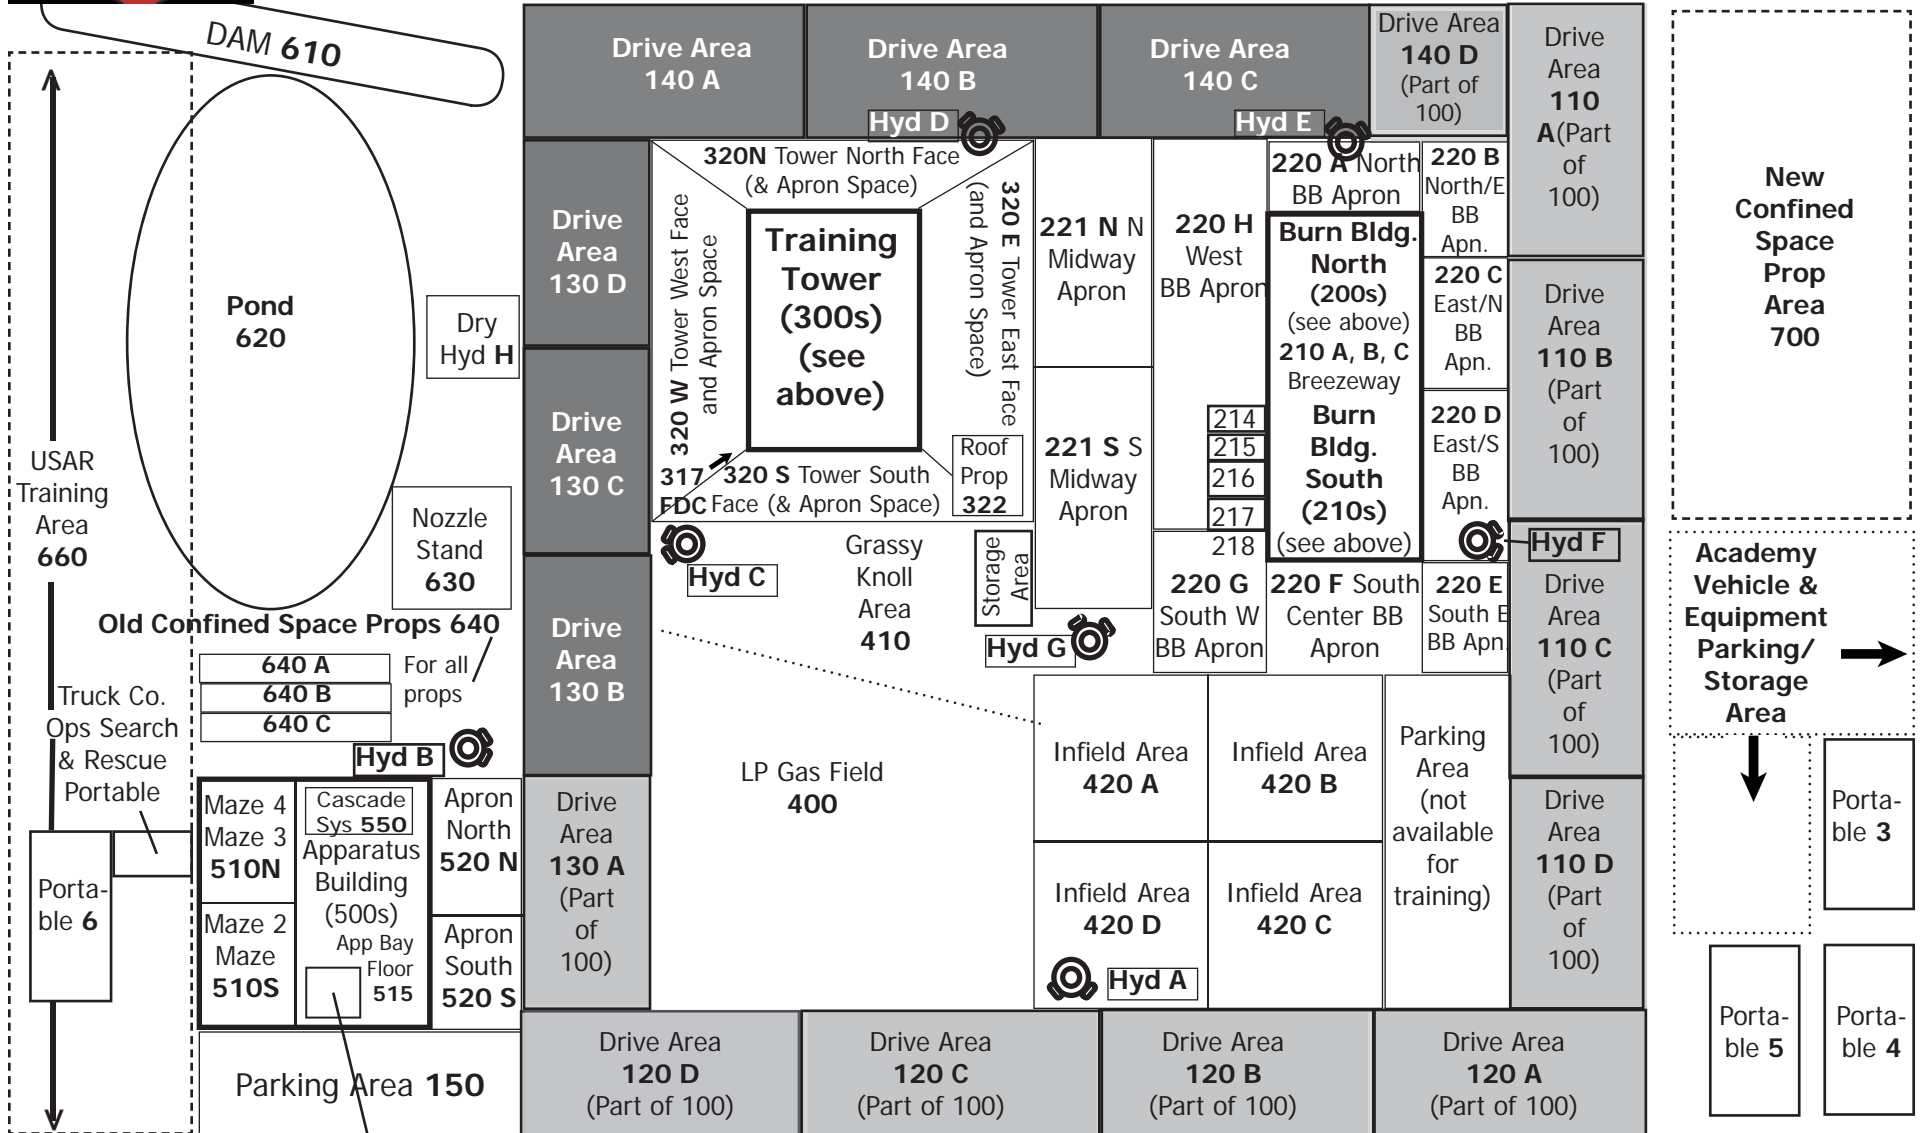 DAM 610
Drive Area
140 A
Drive Area
140 B
Drive Area
140 C
Drive Area
140 D
(Part of
100)
Drive
Area
110
A(Part
of
100)
Hyd D
Hyd E
320N Tower North Face
(& Apron Space)
320 W Tower West Face
and Apron Space
320 E Tower East Face
(and Apron Space)
Training
Tower
(300s)
(see
above)
317
FDC
320 S Tower South
Face (& Apron Space)
Roof
Prop
322
221 N N
Midway
Apron
221 S S
Midway
Apron
220 H
West
BB Apron
220 A North
BB Apron
220 B
North/E
BB
Apn.
220 C
East/N
BB
Apn.
220 D
East/S
BB
Apn.
Burn Bldg.
North
(200s)
(see above)
210 A, B, C
Breezeway
Burn
Bldg.
South
(210s)
(see above)
214
215
216
217
218
Drive
Area
110 B
(Part
of
100)
New
Confined
Space
Prop
Area
700
Drive
Area
130 D
Drive
Area
130 C
Drive
Area
130 B
Pond
620
Dry
Hyd H
USAR
Training
Area
660
Nozzle
Stand
630
Old Confined Space Props 640
640 A
640 B
640 C
For all
props
Truck Co.
Ops Search
& Rescue
Portable
Hyd B
Hyd C
Grassy
Knoll
Area
410
Storage
Area
Hyd G
Hyd F
220 G
South W
BB Apron
220 F South
Center BB
Apron
220 E
South E
BB Apn.
Drive
Area
110 C
(Part
of
100)
Academy
Vehicle &
Equipment
Parking/
Storage
Area
LP Gas Field
400
Infield Area
420 A
Infield Area
420 B
Infield Area
420 D
Infield Area
420 C
Hyd A
Parking
Area
(not
available
for
training)
Drive
Area
110 D
(Part
of
100)
Porta-
ble 3
Porta-
ble 5
Porta-
ble 4
Porta-
ble 6
Maze 4
Maze 3
510N
Maze 2
Maze
510S
Cascade
Sys 550
Apparatus
Building
(500s)
App Bay
Floor
515
Apron
North
520 N
Apron
South
520 S
Drive
Area
130 A
(Part
of
100)
Parking Area 150
Drive Area
120 D
(Part of 100)
Drive Area
120 C
(Part of 100)
Drive Area
120 B
(Part of 100)
Drive Area
120 A
(Part of 100)